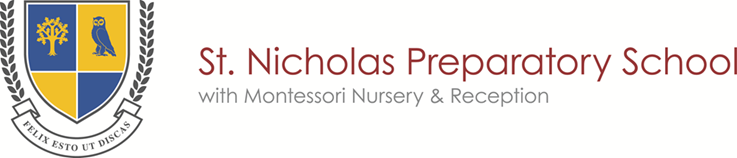 St. Nicholas Preparatory School
with Montessori Nursery & Reception
FELIX ESTO UT DISCAS